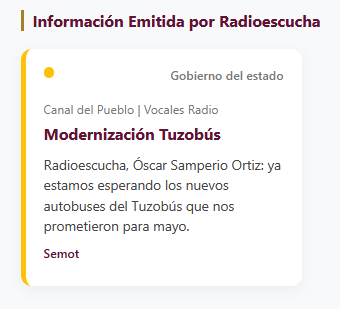 Información Emitida por Radioescucha
Gobierno del estado
Canal del Pueblo | Vocales Radio
Modernización Tuzobús
Radioescucha, Óscar Samperio Ortiz: ya
estamos esperando los nuevos
autobuses del Tuzobús que nos
prometieron para mayo.
Semot